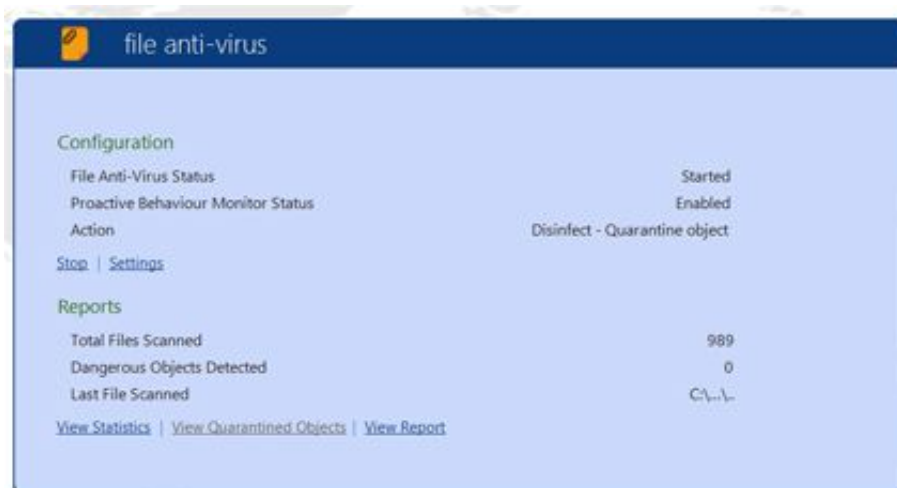 file anti-virus
Configuration
File Anti-Virus Status Started
Proactive Behaviour Monitor Status Enabled
Action Disinfect - Quarantine object
Stop | Settings
Reports
Total Files Scanned 989
Dangerous Objects Detected 0
Last File Scanned C:\...\..
View Statistics | View Quarantined Objects | View Report